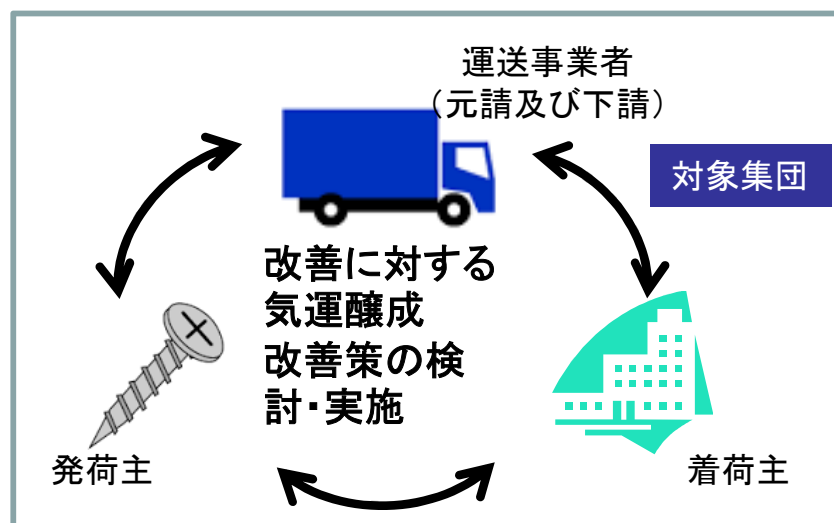 運送事業者
(元請及び下請)
対象集団
改善に対する
気運醸成
改善策の検
討・実施
発荷主
着荷主